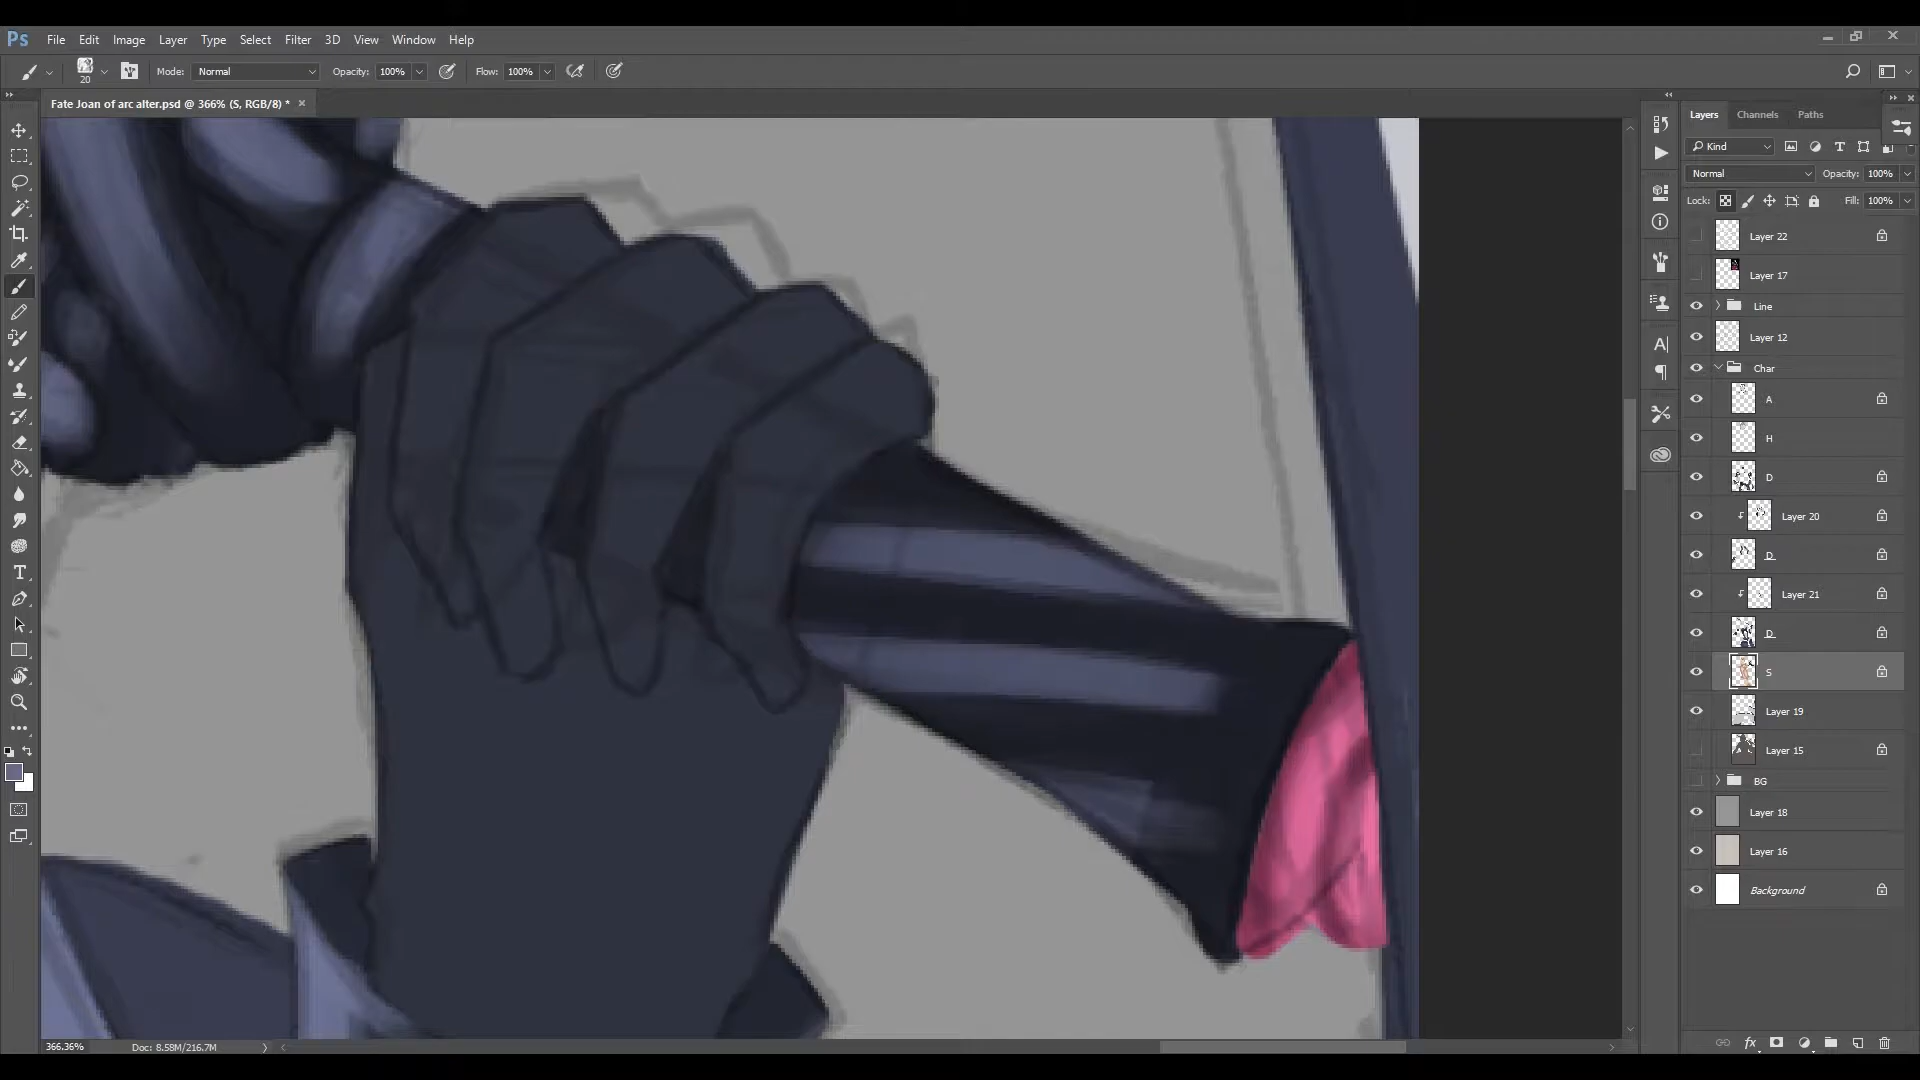 Ps File Edit Image Layer Type Select Filter 3D View Window Help
20 Mode: Normal Opacity: 100% Flow: 100%
Fate Joan of arc alter.psd @ 366% (S, RGB/8) * ×
Layers Channels Paths
Kind
Normal Opacity: 100%
Lock: Fill: 100%
Layer 22
Layer 17
Line
Layer 12
Char
A
H
D
Layer 20
D
Layer 21
D
S
Layer 19
Layer 15
BG
Layer 18
Layer 16
Background
366.36% Doc: 8.58M/216.7M